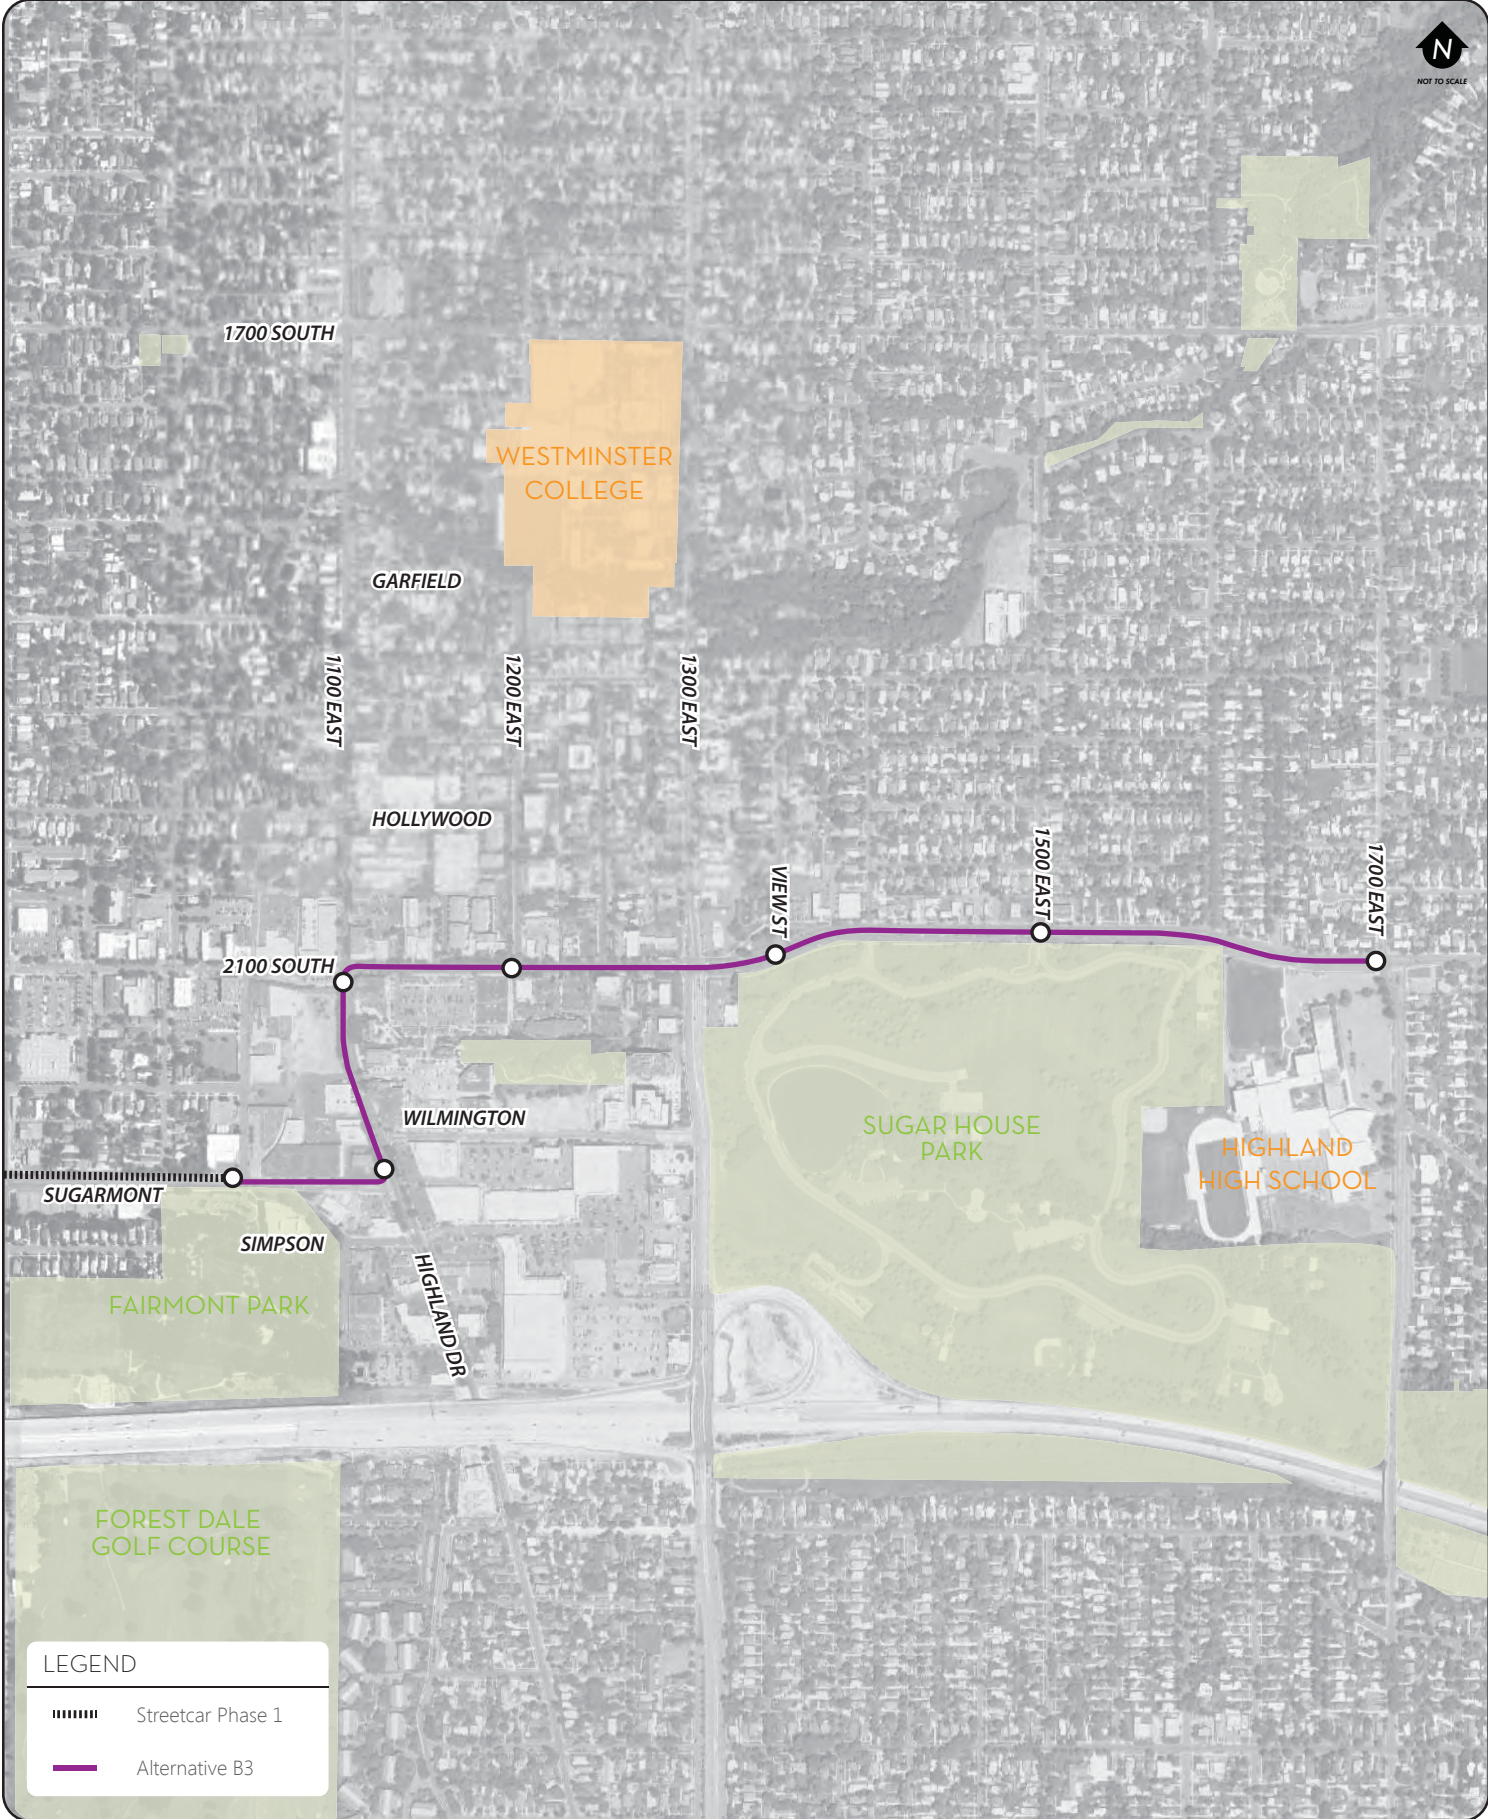 N
NOT TO SCALE
1700 SOUTH
WESTMINSTER
COLLEGE
GARFIELD
1100 EAST
1200 EAST
1300 EAST
HOLLYWOOD
VIEW ST
1500 EAST
1700 EAST
2100 SOUTH
WILMINGTON
SUGAR HOUSE
PARK
HIGHLAND
HIGH SCHOOL
SUGARMONT
SIMPSON
HIGHLAND DR
FAIRMONT PARK
FOREST DALE
GOLF COURSE
LEGEND
Streetcar Phase 1
Alternative B3